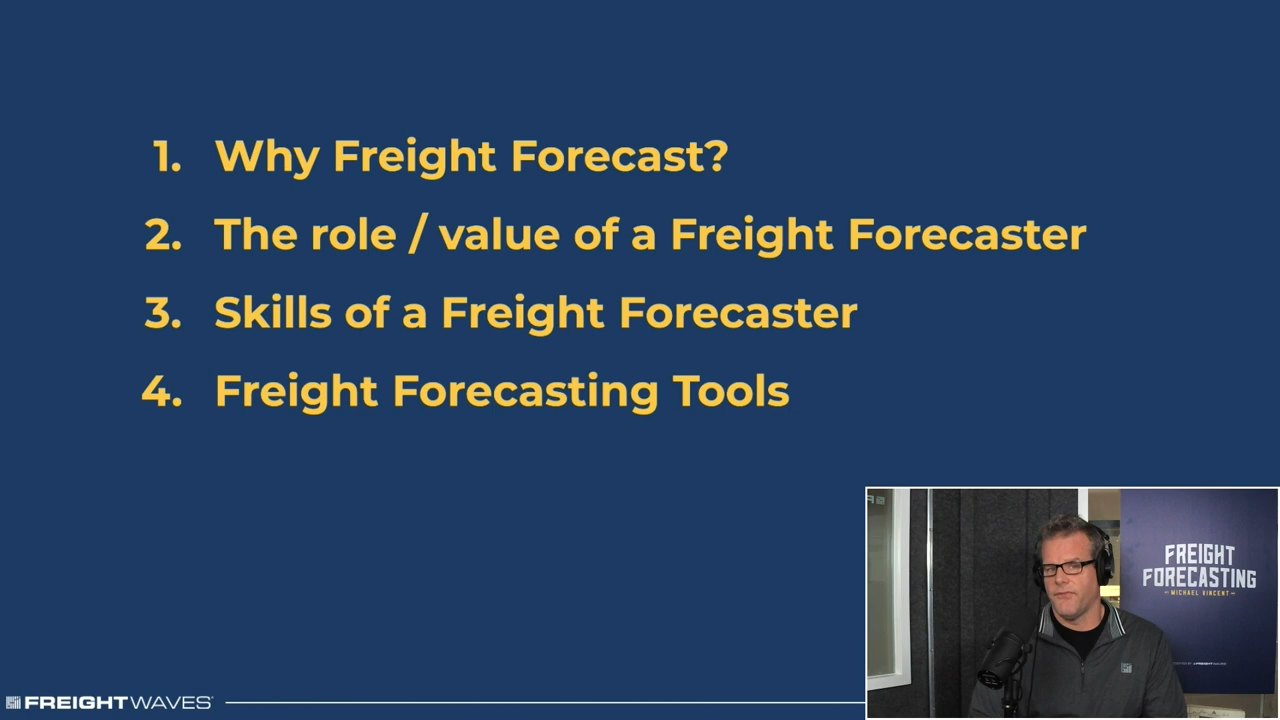 1. Why Freight Forecast?
2. The role / value of a Freight Forecaster
3. Skills of a Freight Forecaster
4. Freight Forecasting Tools
FREIGHT
FORECASTING
MICHAEL VINCENT
FREIGHTWAVES
FREIGHTWAVES